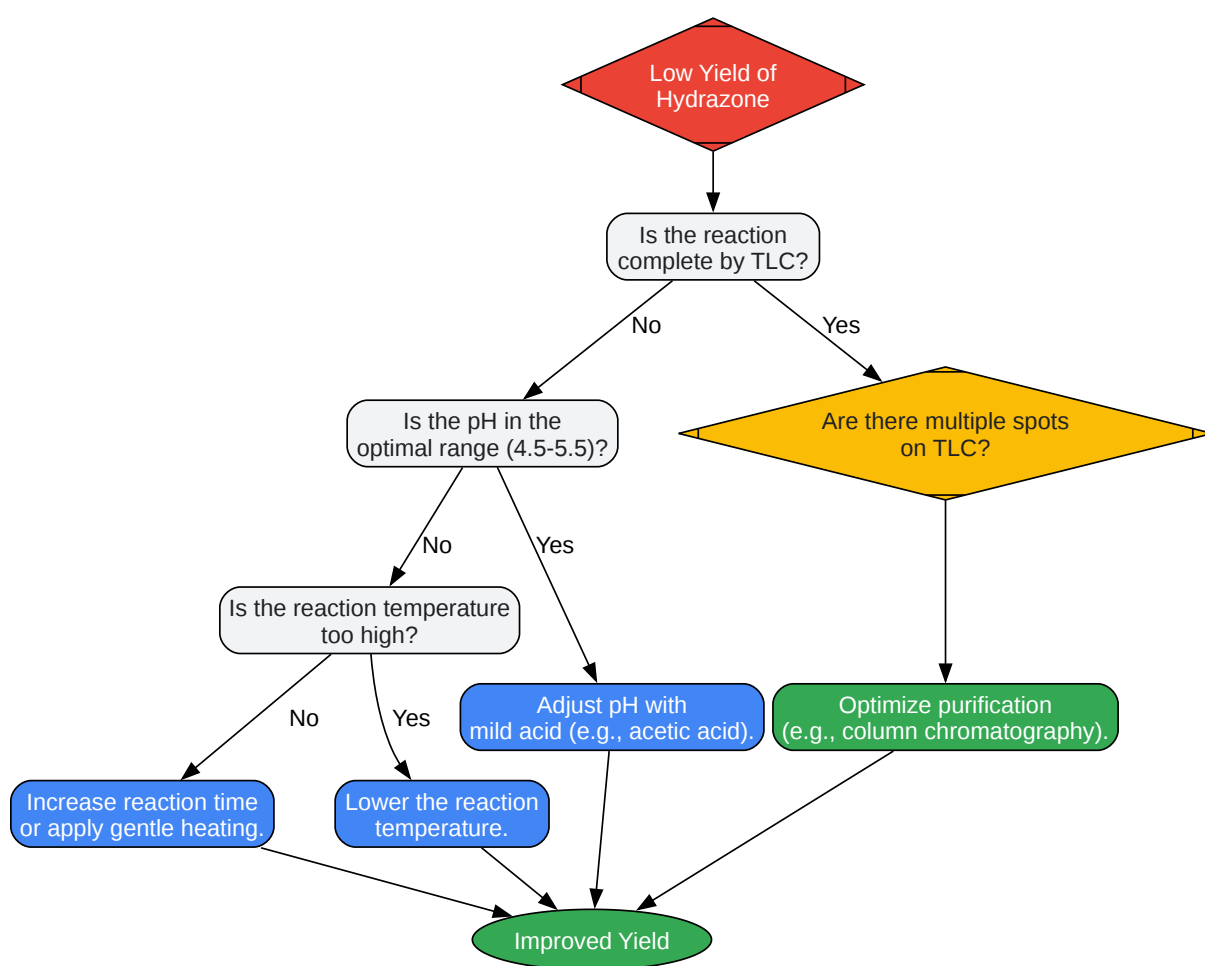 Low Yield of
Hydrazone
Is the reaction
complete by TLC?
No
Yes
Is the pH in the
optimal range (4.5-5.5)?
Are there multiple spots
on TLC?
No
Yes
Is the reaction temperature
too high?
Adjust pH with
mild acid (e.g., acetic acid).
Optimize purification
(e.g., column chromatography).
No
Yes
Increase reaction time
or apply gentle heating.
Lower the reaction
temperature.
Improved Yield